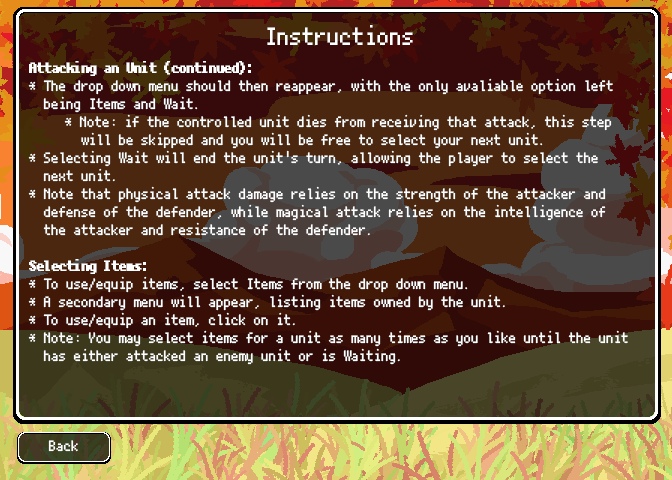 Instructions
Attacking an Unit (continued):
* The drop down menu should then reappear, with the only avaliable option left
being Items and Wait.
* Note: if the controlled unit dies from receiving that attack, this step
will be skipped and you will be free to select your next unit.
* Selecting Wait will end the unit's turn, allowing the player to select the
next unit.
* Note that physical attack damage relies on the strength of the attacker and
defense of the defender, while magical attack relies on the intelligence of
the attacker and resistance of the defender.
Selecting Items:
* To use/equip items, select Items from the drop down menu.
* A secondary menu will appear, listing items owned by the unit.
* To use/equip an item, click on it.
* Note: You may select items for a unit as many times as you like until the unit
has either attacked an enemy unit or is Waiting.
Back